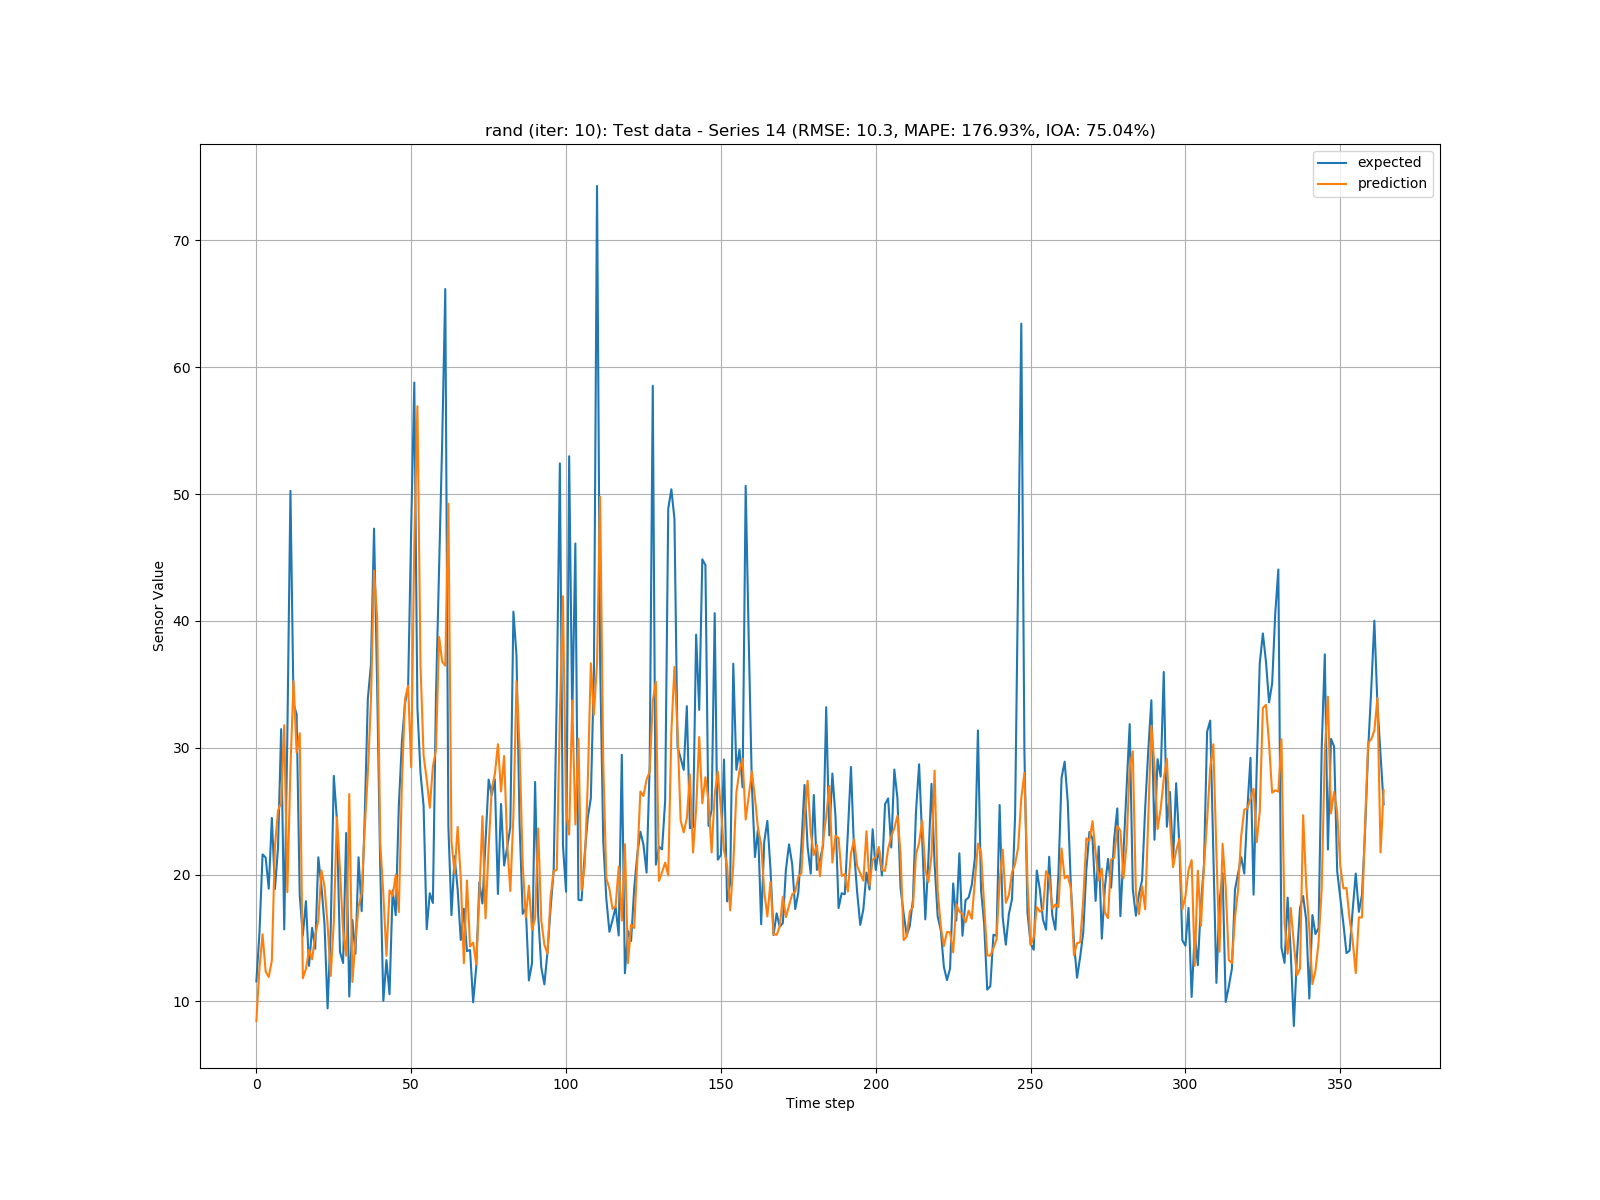 rand (iter: 10): Test data - Series 14 (RMSE: 10.3, MAPE: 176.93%, IOA: 75.04%)
expected
prediction
70
60
50
40
30
20
10
Sensor Value
0 50 100 150 200 250 300 350
Time step